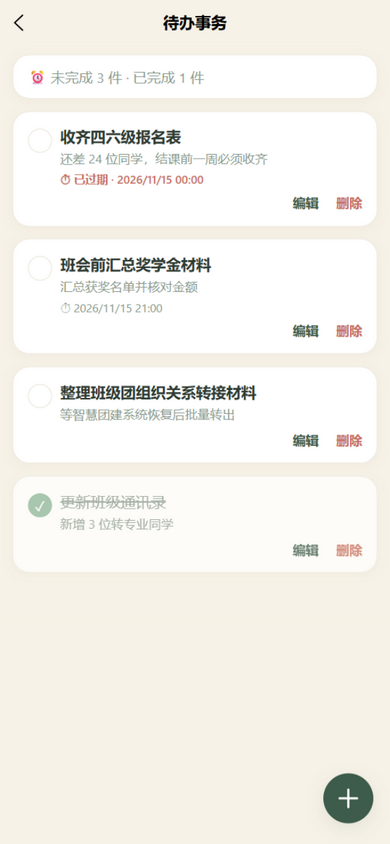 待办事务
⏰ 未完成 3 件 · 已完成 1 件
收齐四六级报名表
还差 24 位同学，结课前一周必须收齐
⏱ 已过期 · 2026/11/15 00:00
编辑 删除
班会前汇总奖学金材料
汇总获奖名单并核对金额
⏱ 2026/11/15 21:00
编辑 删除
整理班级团组织关系转接材料
等智慧团建系统恢复后批量转出
编辑 删除
更新班级通讯录
新增 3 位转专业同学
编辑 删除